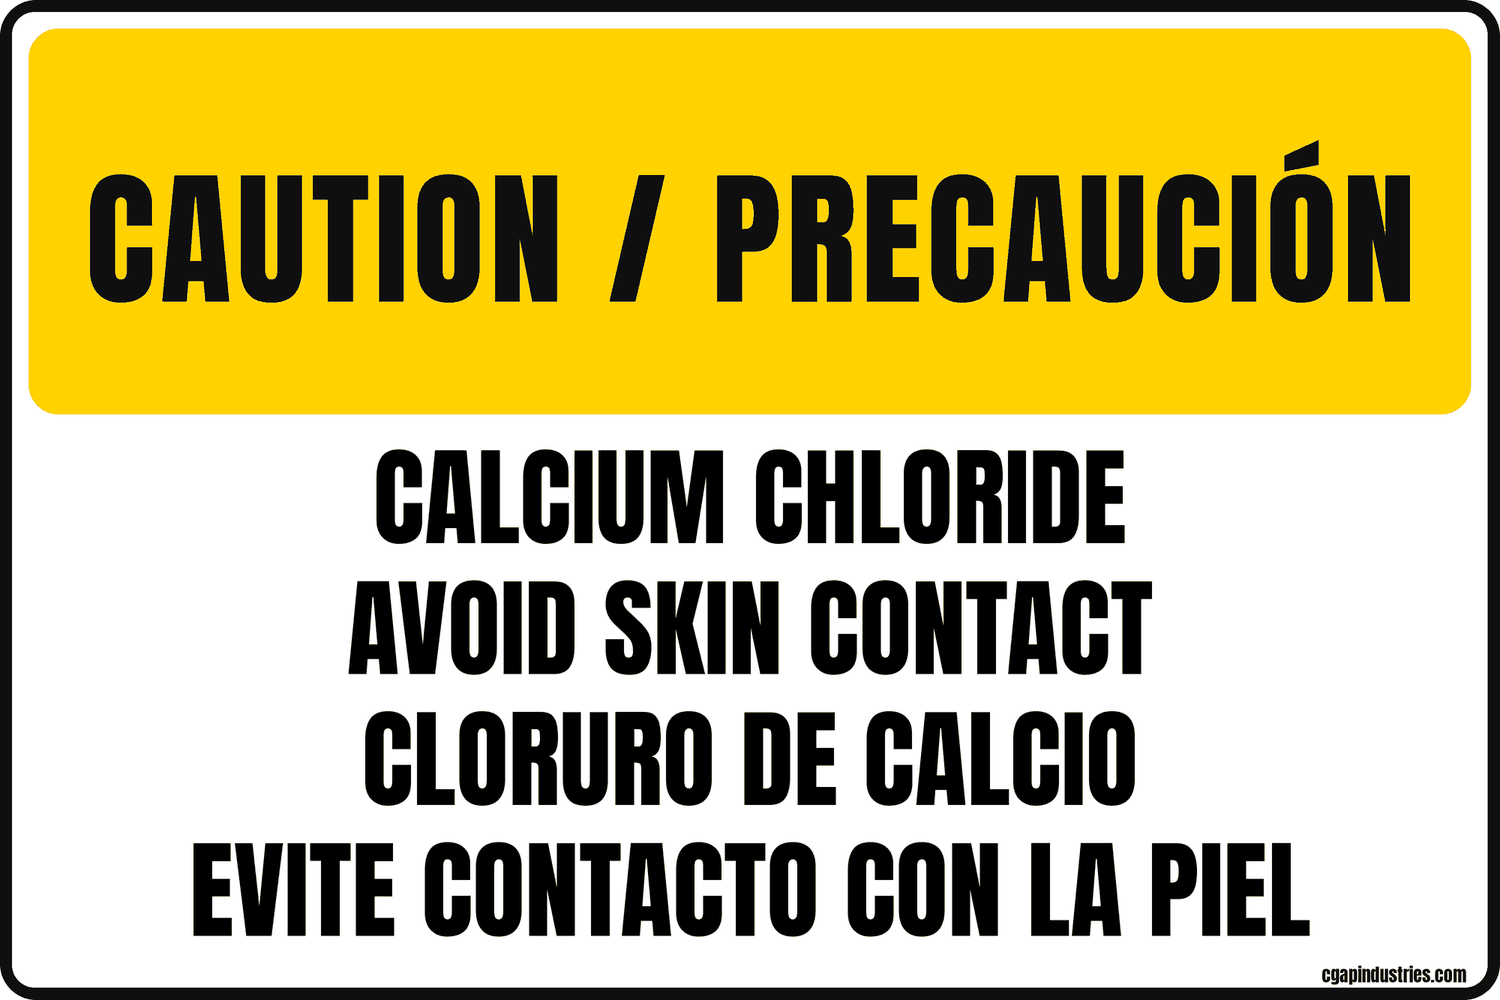 CAUTION / PRECAUCIÓN
CALCIUM CHLORIDE
AVOID SKIN CONTACT
CLORURO DE CALCIO
EVITE CONTACTO CON LA PIEL
cgapindustries.com